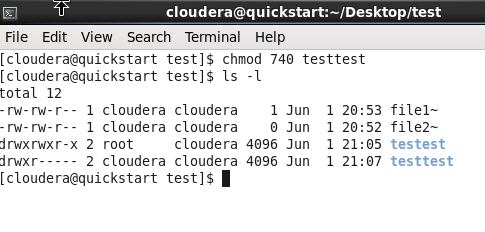 cloudera@quickstart:~/Desktop/test
File Edit View Search Terminal Help
[cloudera@quickstart test]$ chmod 740 testtest
[cloudera@quickstart test]$ ls -l
total 12
-rw-rw-r-- 1 cloudera cloudera    1 Jun  1 20:53 file1~
-rw-rw-r-- 1 cloudera cloudera    0 Jun  1 20:52 file2~
drwxrwxr-x 2 root     cloudera 4096 Jun  1 21:05 testest
drwxr----- 2 cloudera cloudera 4096 Jun  1 21:07 testtest
[cloudera@quickstart test]$